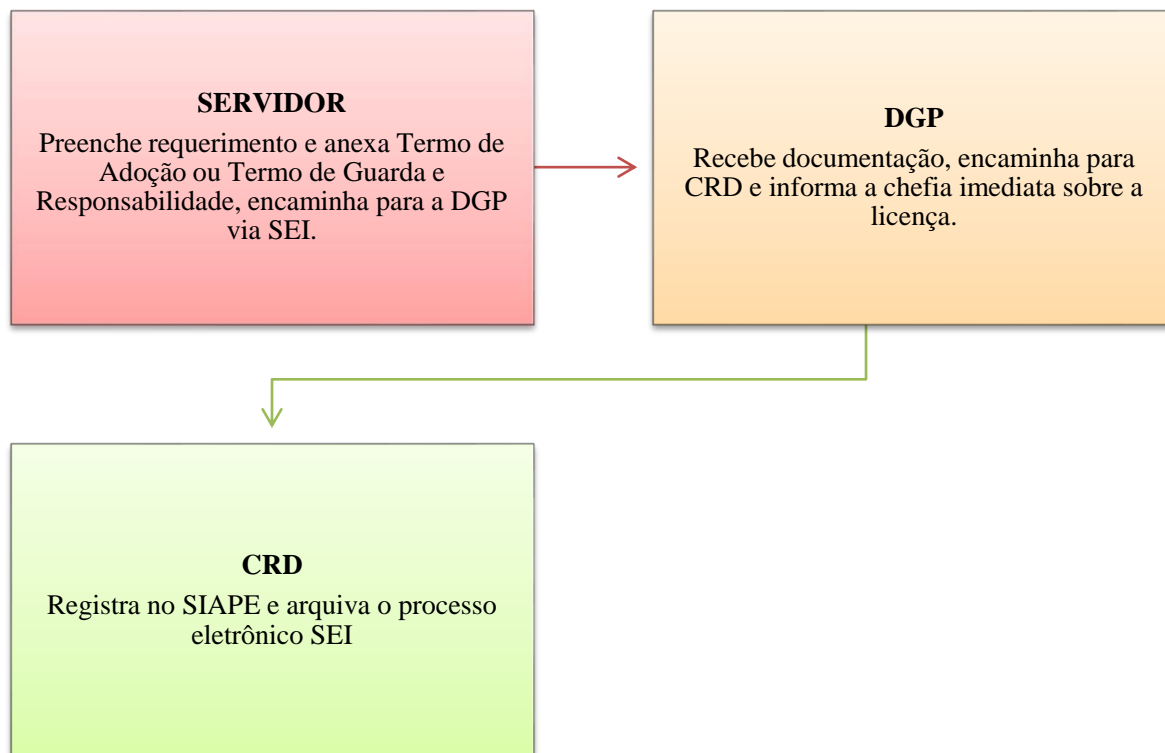 SERVIDOR
Preenche requerimento e anexa Termo de
Adoção ou Termo de Guarda e
Responsabilidade, encaminha para a DGP
via SEI.
DGP
Recebe documentação, encaminha para
CRD e informa a chefia imediata sobre a
licença.
CRD
Registra no SIAPE e arquiva o processo
eletrônico SEI